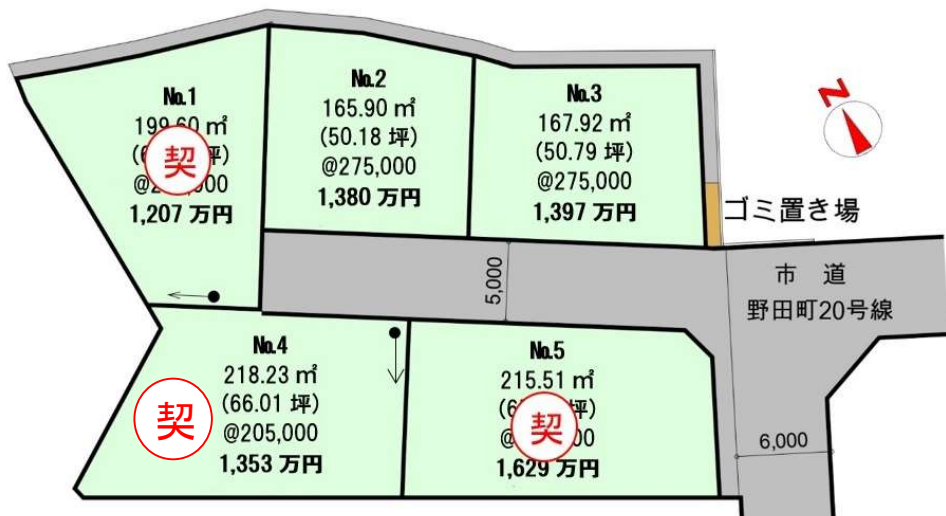 No.1
199.60 ㎡
坪)
1,207 万円
契
No.2
165.90 ㎡
(50.18 坪)
@275,000
1,380 万円
No.3
167.92 ㎡
(50.79 坪)
@275,000
1,397 万円
N
ゴミ置き場
市 道
野田町20号線
5,000
No.4
218.23 ㎡
(66.01 坪)
@205,000
1,353 万円
契
No.5
215.51 ㎡
坪)
1,629 万円
契
6,000